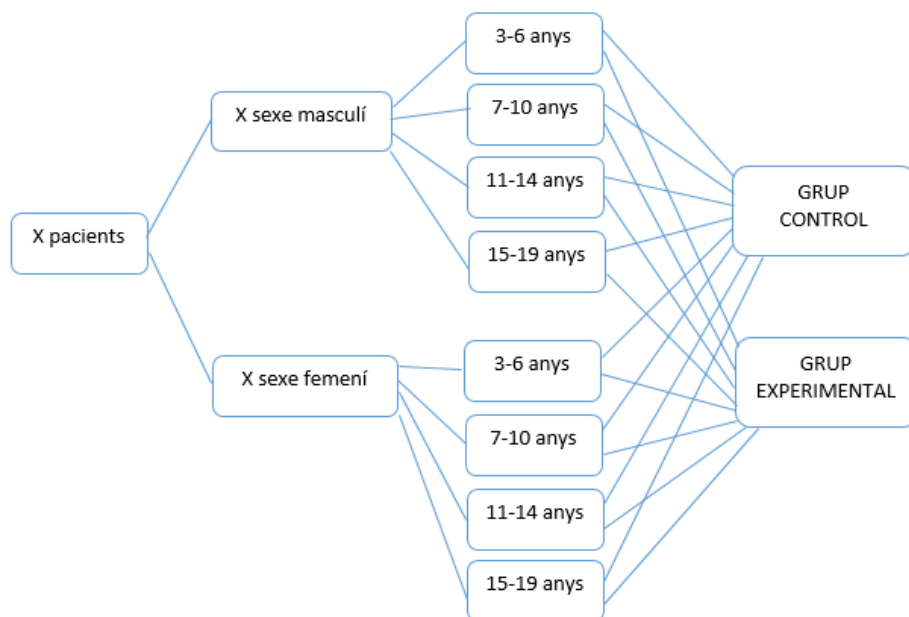 X pacients
X sexe masculí
3-6 anys
7-10 anys
11-14 anys
15-19 anys
X sexe femení
3-6 anys
7-10 anys
11-14 anys
15-19 anys
GRUP
CONTROL
GRUP
EXPERIMENTAL